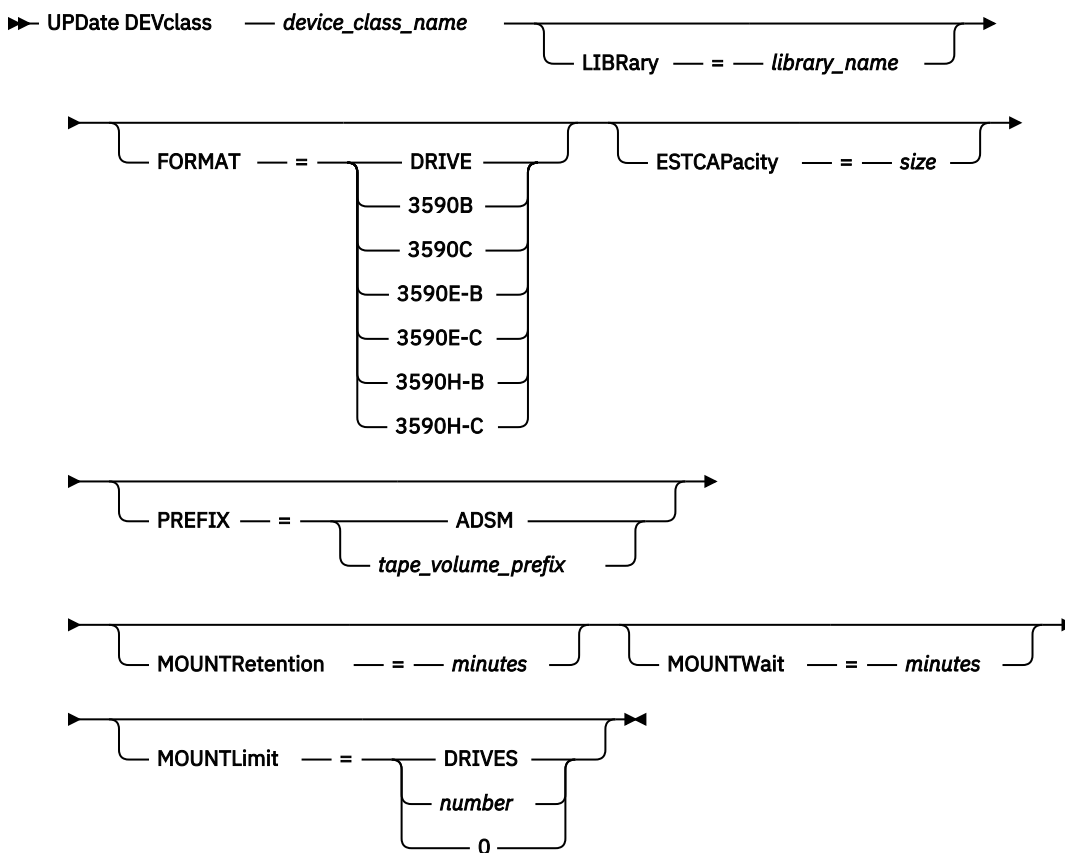 UPDate DEVclass device_class_name
LIBRary = library_name
FORMAT = DRIVE
3590B
3590C
3590E-B
3590E-C
3590H-B
3590H-C
ESTCAPacity = size
PREFIX = ADSM
tape_volume_prefix
MOUNTRetention = minutes
MOUNTWait = minutes
MOUNTLimit = DRIVES
number
0